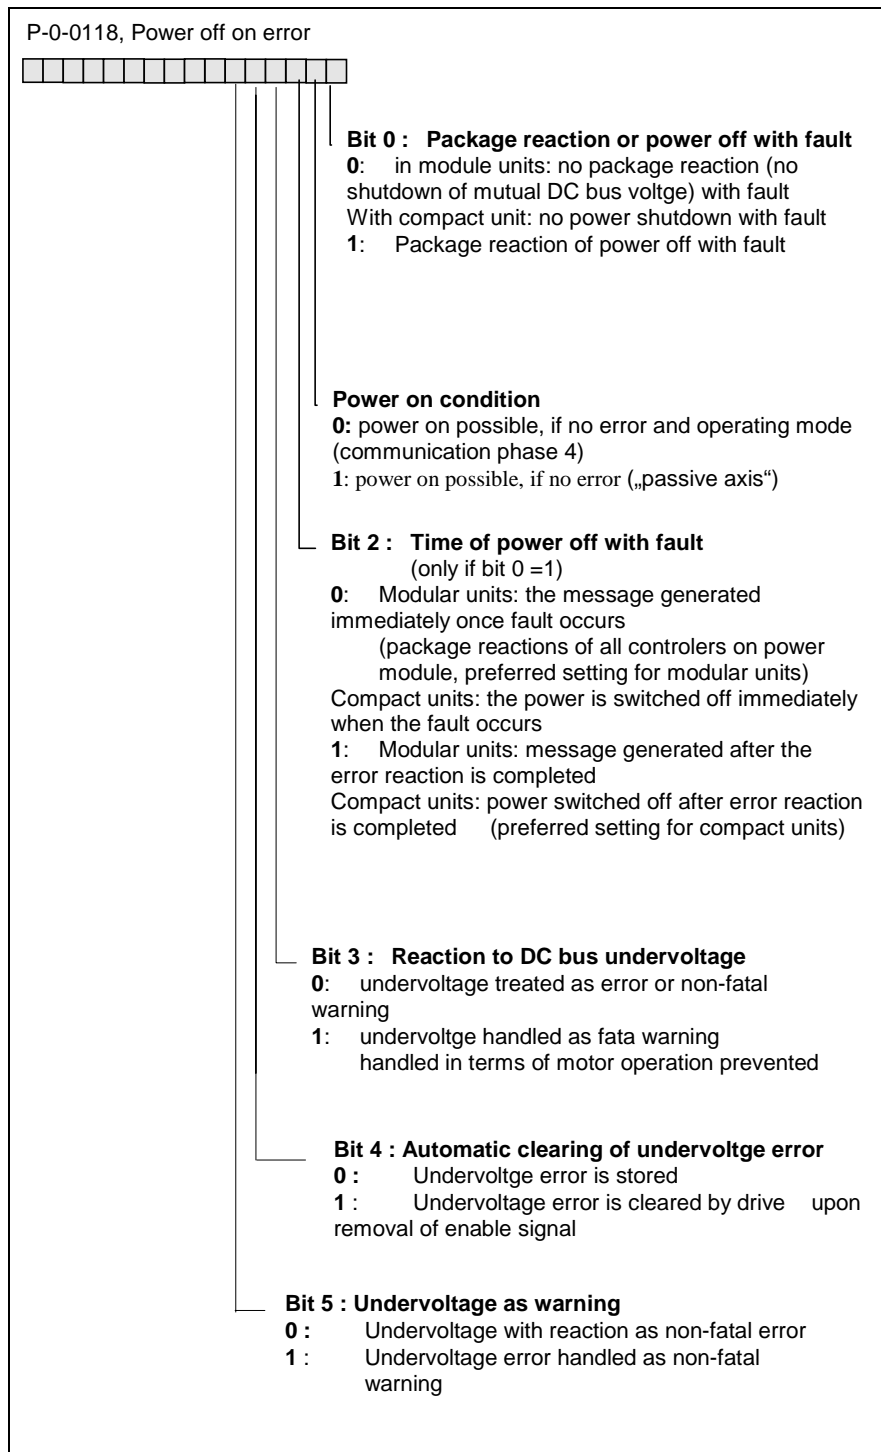 P-0-0118, Power off on error
Bit 0 : Package reaction or power off with fault
0: in module units: no package reaction (no
shutdown of mutual DC bus voltge) with fault
With compact unit: no power shutdown with fault
1: Package reaction of power off with fault
Power on condition
0: power on possible, if no error and operating mode
(communication phase 4)
1: power on possible, if no error („passive axis“)
Bit 2 : Time of power off with fault
(only if bit 0 =1)
0: Modular units: the message generated
immediately once fault occurs
(package reactions of all controlers on power
module, preferred setting for modular units)
Compact units: the power is switched off immediately
when the fault occurs
1: Modular units: message generated after the
error reaction is completed
Compact units: power switched off after error reaction
is completed (preferred setting for compact units)
Bit 3 : Reaction to DC bus undervoltage
0: undervoltage treated as error or non-fatal
warning
1: undervoltge handled as fata warning
handled in terms of motor operation prevented
Bit 4 : Automatic clearing of undervoltge error
0 : Undervoltge error is stored
1 : Undervoltage error is cleared by drive upon
removal of enable signal
Bit 5 : Undervoltage as warning
0 : Undervoltage with reaction as non-fatal error
1 : Undervoltage error handled as non-fatal
warning